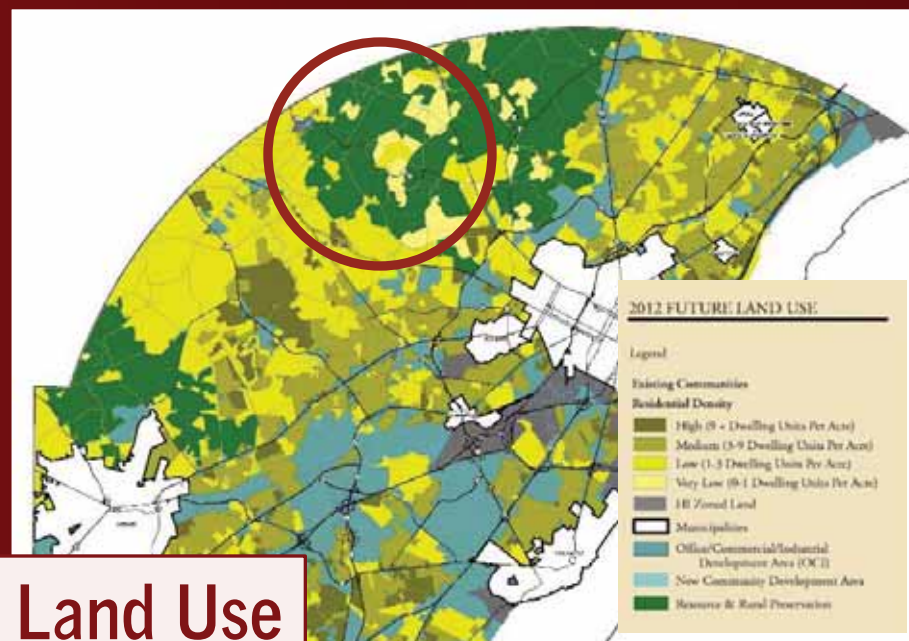 2012 FUTURE LAND USE
Legend
Existing Communities
Residential Density
High (9 + Dwelling Units Per Acre)
Medium (3-9 Dwelling Units Per Acre)
Low (1-3 Dwelling Units Per Acre)
Very Low (0-1 Dwelling Units Per Acre)
HI Zoned Land
Municipalities
Office/Commercial/Industrial
Development Area (OCI)
New Community Development Area
Resource & Rural Preservation
Land Use